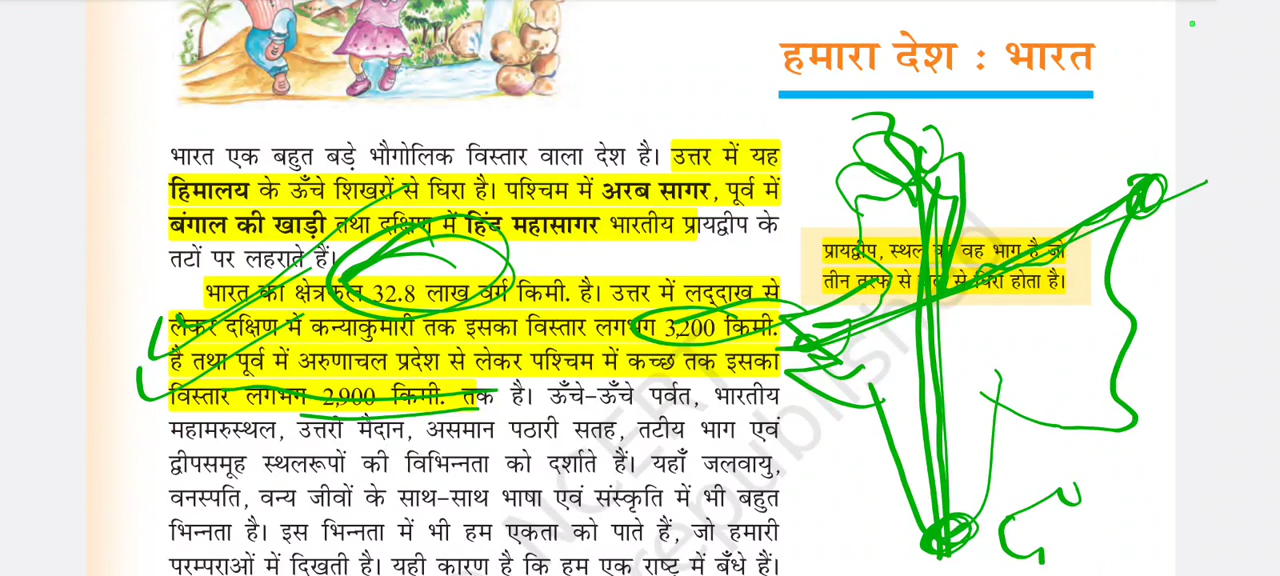 हमारा देश : भारत
भारत एक बहुत बड़े भौगोलिक विस्तार वाला देश है। उत्तर में यह
हिमालय के ऊँचे शिखरों से घिरा है। पश्चिम में अरब सागर, पूर्व में
बंगाल की खाड़ी तथा दक्षिण में हिंद महासागर भारतीय प्रायद्वीप के
तटों पर लहराते हैं।
प्रायद्वीप, स्थल का वह भाग है जो
तीन तरफ से जल से घिरा होता है।
भारत का क्षेत्रफल 32.8 लाख वर्ग किमी. है। उत्तर में लद्दाख से
लेकर दक्षिण में कन्याकुमारी तक इसका विस्तार लगभग 3,200 किमी.
है तथा पूर्व में अरुणाचल प्रदेश से लेकर पश्चिम में कच्छ तक इसका
विस्तार लगभग 2,900 किमी. तक है। ऊँचे-ऊँचे पर्वत, भारतीय
महामरुस्थल, उत्तरी मैदान, असमान पठारी सतह, तटीय भाग एवं
द्वीपसमूह स्थलरूपों की विभिन्नता को दर्शाते हैं। यहाँ जलवायु,
वनस्पति, वन्य जीवों के साथ-साथ भाषा एवं संस्कृति में भी बहुत
भिन्नता है। इस भिन्नता में भी हम एकता को पाते हैं, जो हमारी
परम्पराओं में दिखती है। यही कारण है कि हम एक राष्ट्र में बँधे हैं।
NCERT
republished